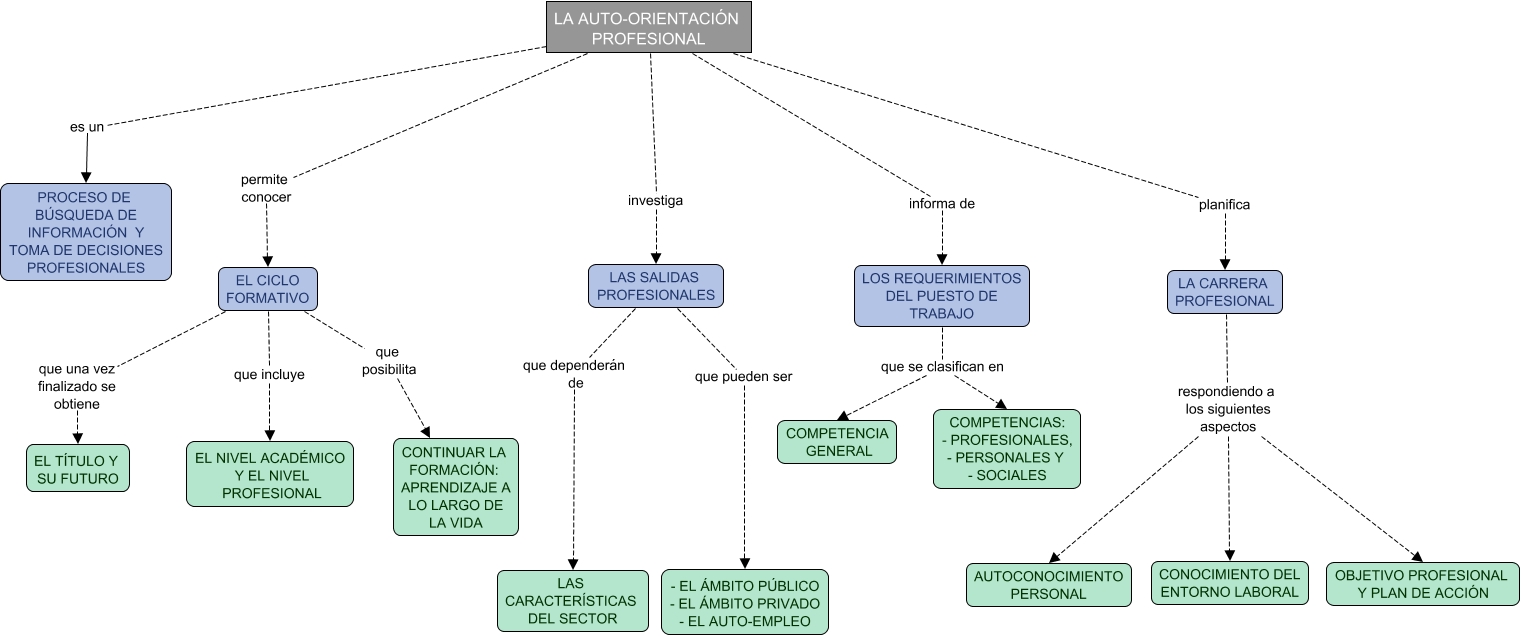 LA AUTO-ORIENTACIÓN
PROFESIONAL
es un
PROCESO DE
BÚSQUEDA DE
INFORMACIÓN Y
TOMA DE DECISIONES
PROFESIONALES
permite
conocer
EL CICLO
FORMATIVO
que una vez
finalizado se
obtiene
EL TÍTULO Y
SU FUTURO
que incluye
EL NIVEL ACADÉMICO
Y EL NIVEL
PROFESIONAL
que
posibilita
CONTINUAR LA
FORMACIÓN:
APRENDIZAJE A
LO LARGO DE
LA VIDA
investiga
LAS SALIDAS
PROFESIONALES
que dependerán
de
LAS
CARACTERÍSTICAS
DEL SECTOR
que pueden ser
- EL ÁMBITO PÚBLICO
- EL ÁMBITO PRIVADO
- EL AUTO-EMPLEO
informa de
LOS REQUERIMIENTOS
DEL PUESTO DE
TRABAJO
que se clasifican en
COMPETENCIA
GENERAL
COMPETENCIAS:
- PROFESIONALES,
- PERSONALES Y
- SOCIALES
planifica
LA CARRERA
PROFESIONAL
respondiendo a
los siguientes
aspectos
AUTOCONOCIMIENTO
PERSONAL
CONOCIMIENTO DEL
ENTORNO LABORAL
OBJETIVO PROFESIONAL
Y PLAN DE ACCIÓN